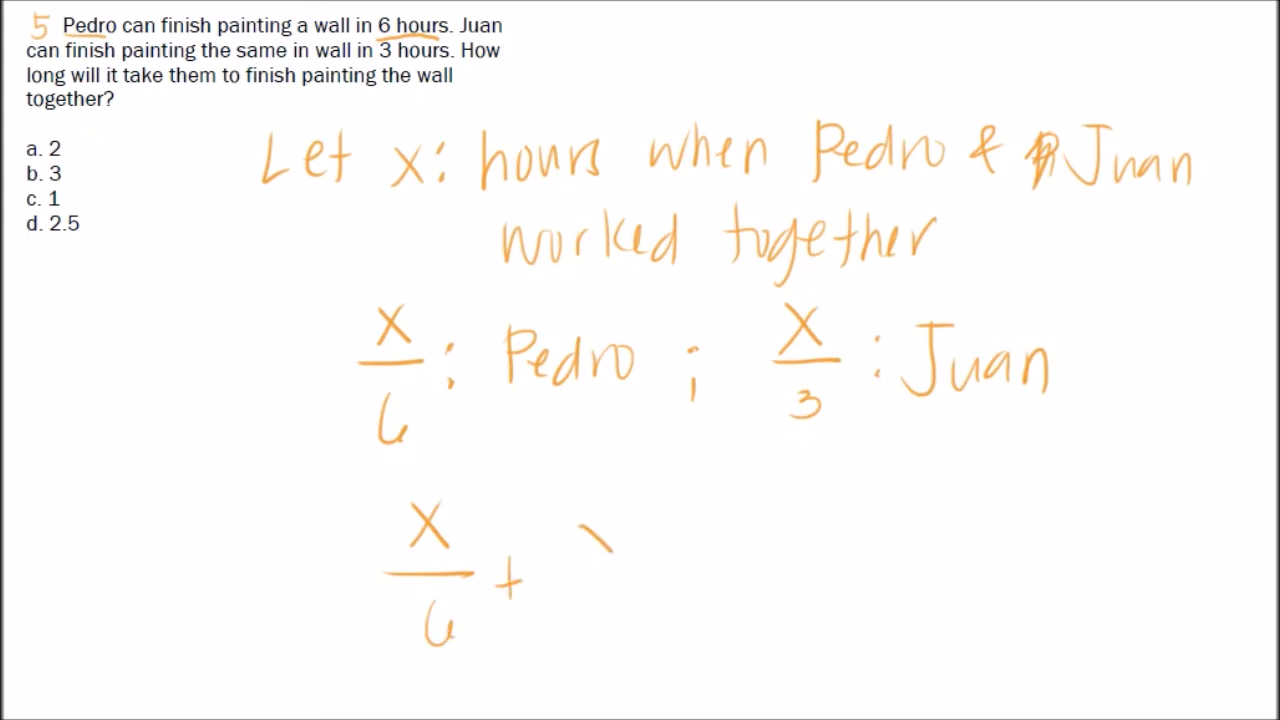 5 Pedro can finish painting a wall in 6 hours. Juan
can finish painting the same in wall in 3 hours. How
long will it take them to finish painting the wall
together?
a. 2
b. 3
c. 1
d. 2.5
Let x: hours when Pedro & Juan
worked together
x/6 : Pedro ; x/3 : Juan
x/6 +